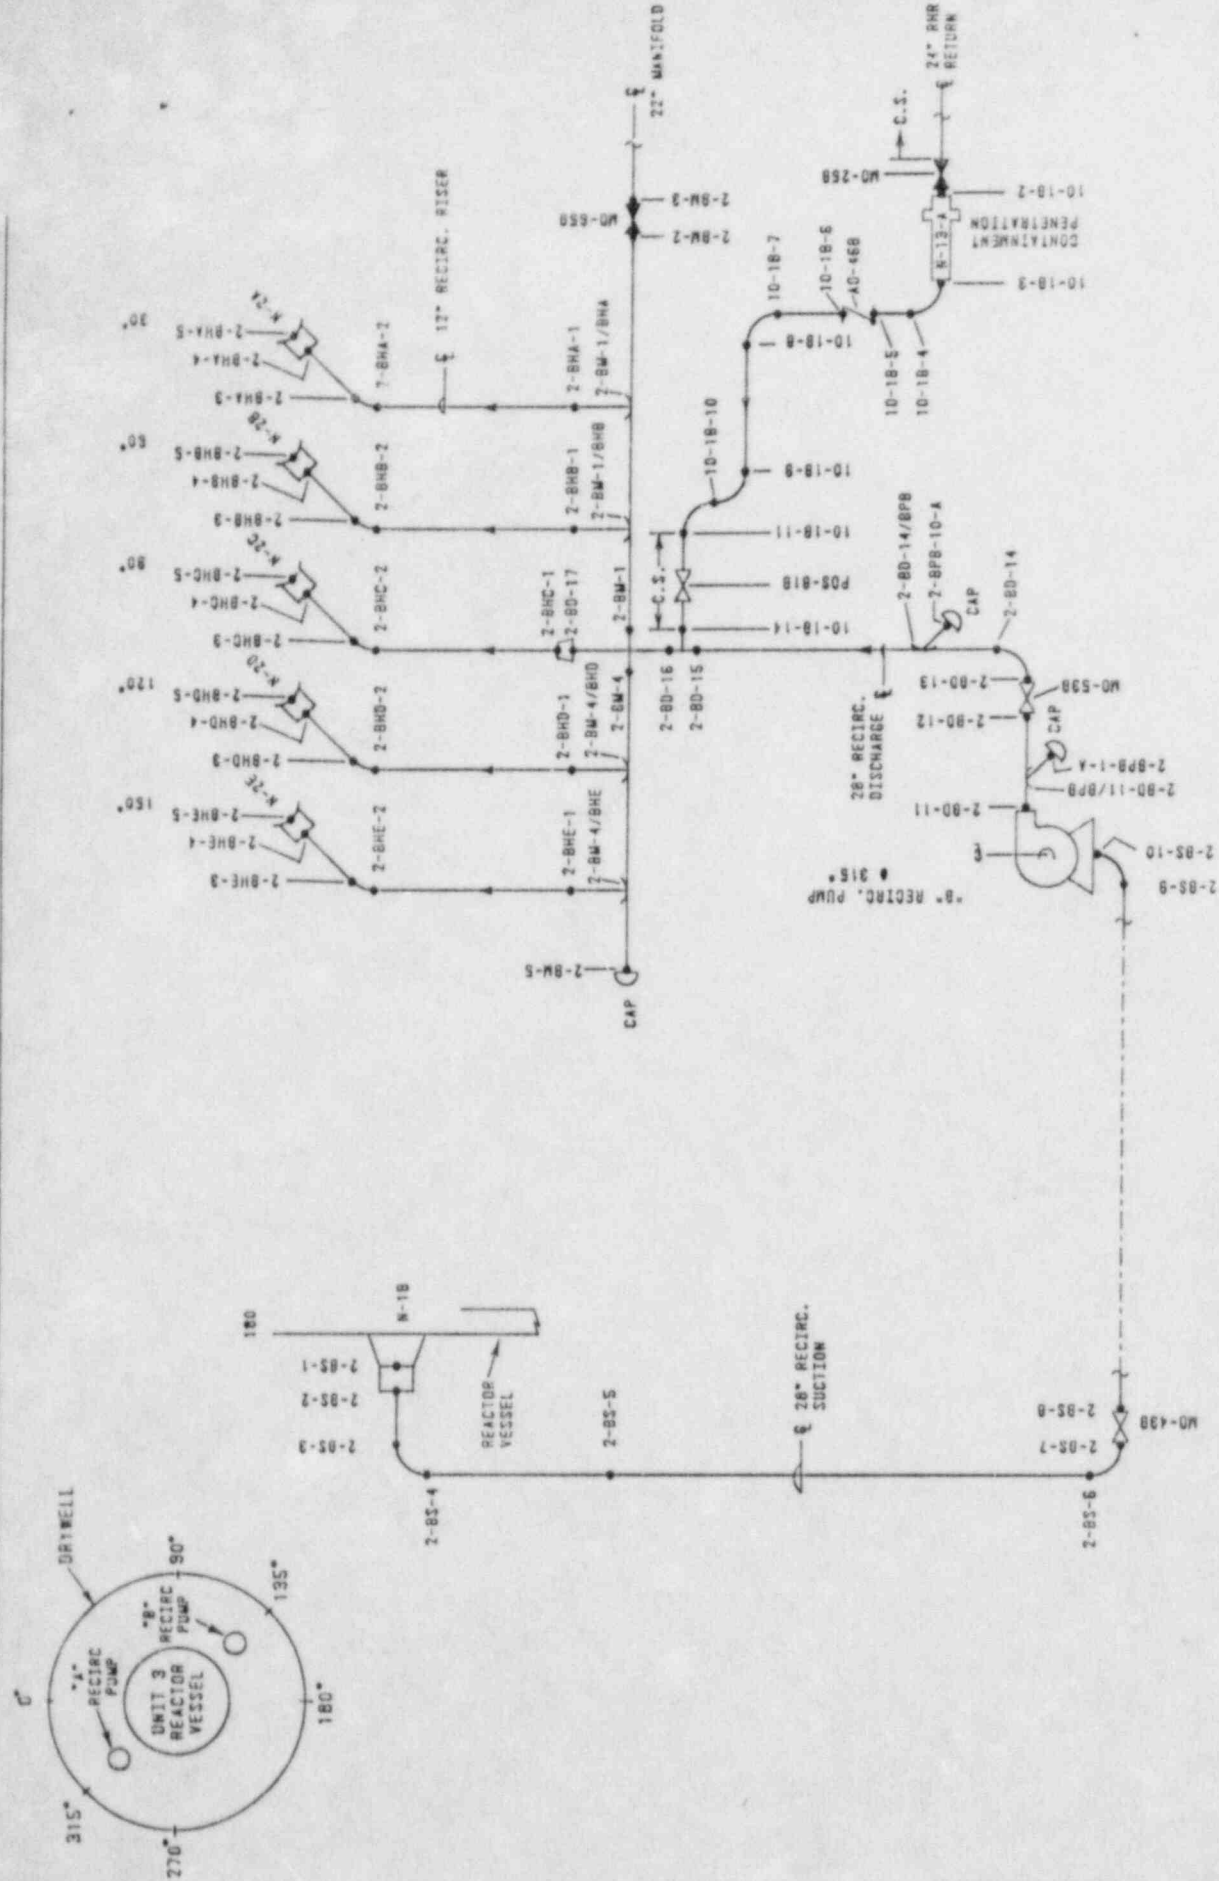 0°
"A"
RECIRC
PUMP
"B"
RECIRC
PUMP
UNIT 3
REACTOR
VESSEL
DRYWELL
90°
135°
180°
270°
315°
180
N-1B
2-BS-1
2-BS-2
2-BS-3
REACTOR
VESSEL
2-BS-4
2-BS-5
28" RECIRC.
SUCTION
2-BS-6
2-BS-7
2-BS-8
MO-43B
150°
N-2E
2-BHE-5
2-BHE-4
2-BHE-3
2-BHE-2
2-BHE-1
2-BM-4/BHE
120°
N-2D
2-BHD-5
2-BHD-4
2-BHD-3
2-BHD-2
2-BHD-1
2-BM-4/BHD
2-BM-4
90°
N-2C
2-BHC-5
2-BHC-4
2-BHC-3
2-BHC-2
2-BHC-1
2-BD-17
2-BM-1
60°
N-2B
2-BHB-5
2-BHB-4
2-BHB-3
2-BHB-2
2-BHB-1
2-BM-1/BHB
30°
N-2A
2-BHA-5
2-BHA-4
2-BHA-3
2-BHA-2
2-BHA-1
2-BM-1/BHA
12" RECIRC. RISER
2-BM-5
CAP
2-BM-2
2-BM-3
MO-65B
22" MANIFOLD
2-BD-16
2-BD-15
10-1B-14
C.S.
POS-81B
10-1B-11
10-1B-10
10-1B-9
10-1B-8
10-1B-7
10-1B-6
AO-46B
10-1B-5
10-1B-4
10-1B-3
N-13-A
CONTAINMENT
PENETRATION
10-1B-2
MO-25B
C.S.
24" RHR
RETURN
28" RECIRC.
DISCHARGE
2-BD-14/BPB
2-BPB-10-A
CAP
2-BD-14
2-BD-13
MO-53B
2-BD-12
CAP
2-BPB-1-A
2-BD-11/BPB
2-BD-11
"B" RECIRC. PUMP
315°
2-BS-10
2-BS-9